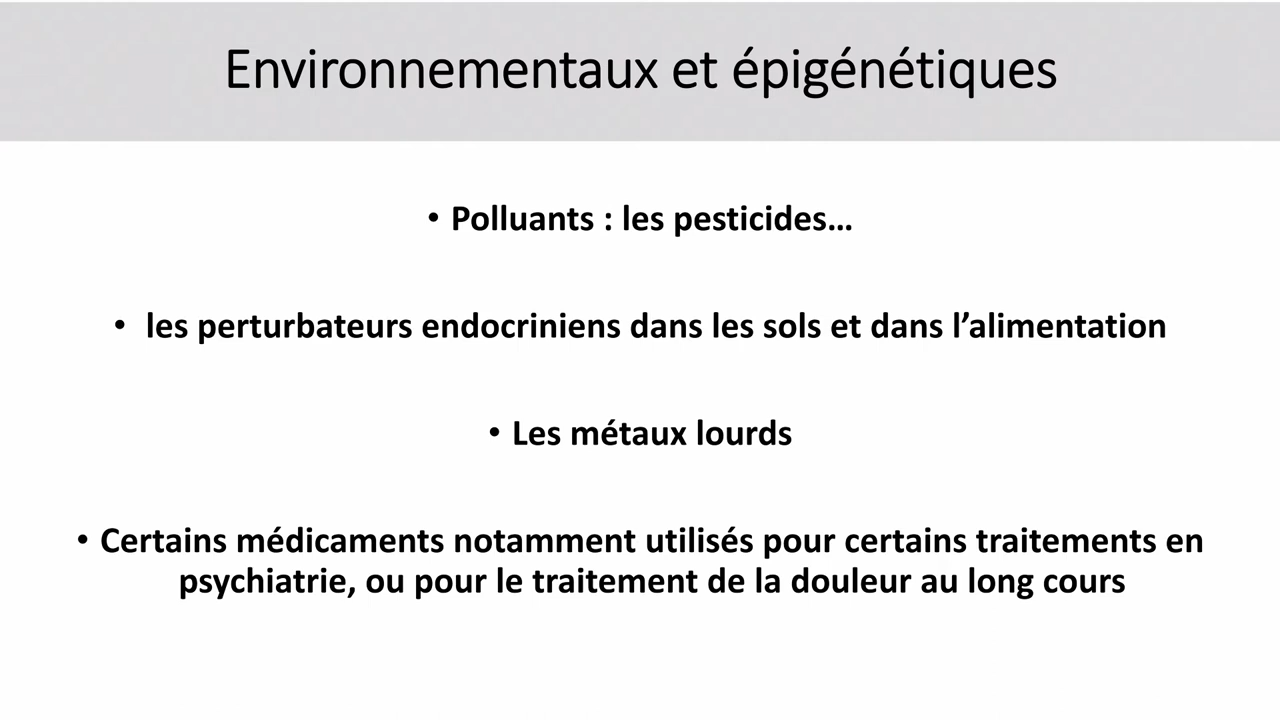 Environnementaux et épigénétiques
• Polluants : les pesticides…
• les perturbateurs endocriniens dans les sols et dans l’alimentation
• Les métaux lourds
• Certains médicaments notamment utilisés pour certains traitements en
psychiatrie, ou pour le traitement de la douleur au long cours